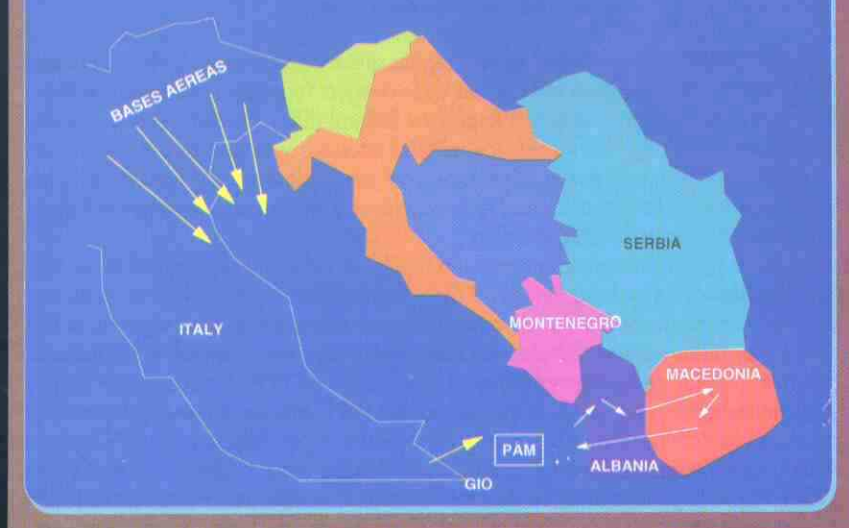 BASES AEREAS
SERBIA
ITALY
MONTENEGRO
MACEDONIA
PAM
ALBANIA
GIO